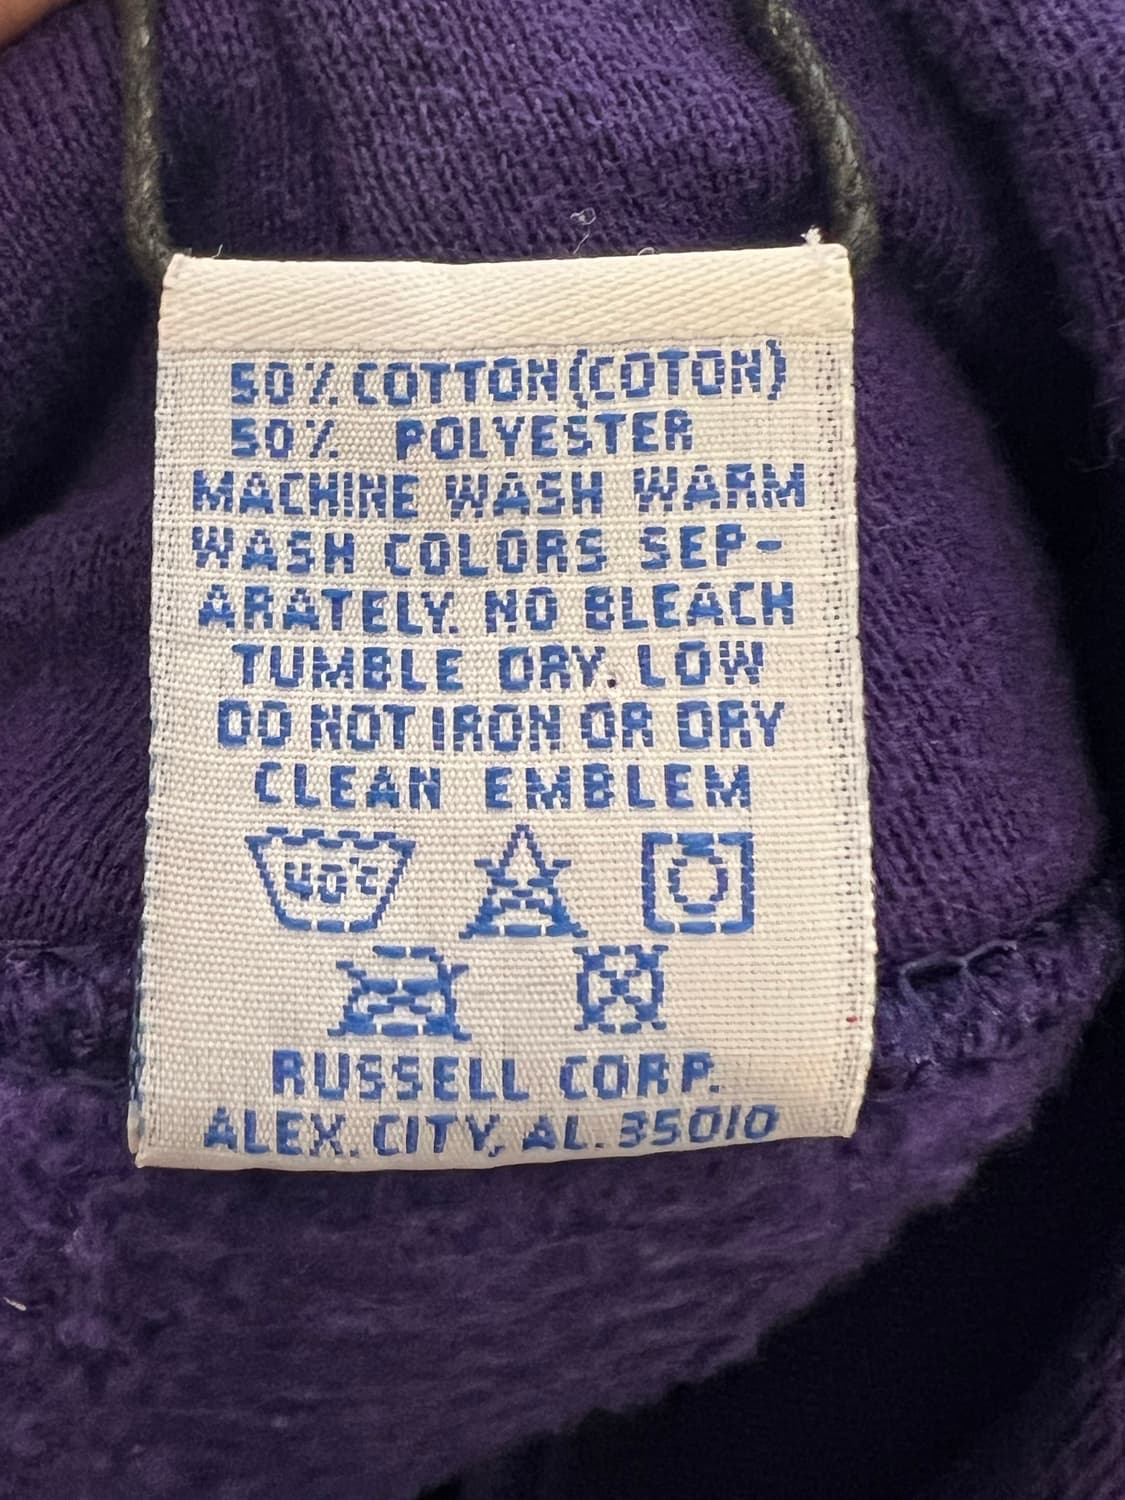 50% COTTON (COTON)
50% POLYESTER
MACHINE WASH WARM
WASH COLORS SEP-
ARATELY. NO BLEACH
TUMBLE DRY. LOW
DO NOT IRON OR DRY
CLEAN EMBLEM
40°C
RUSSELL CORP.
ALEX. CITY, AL. 35010